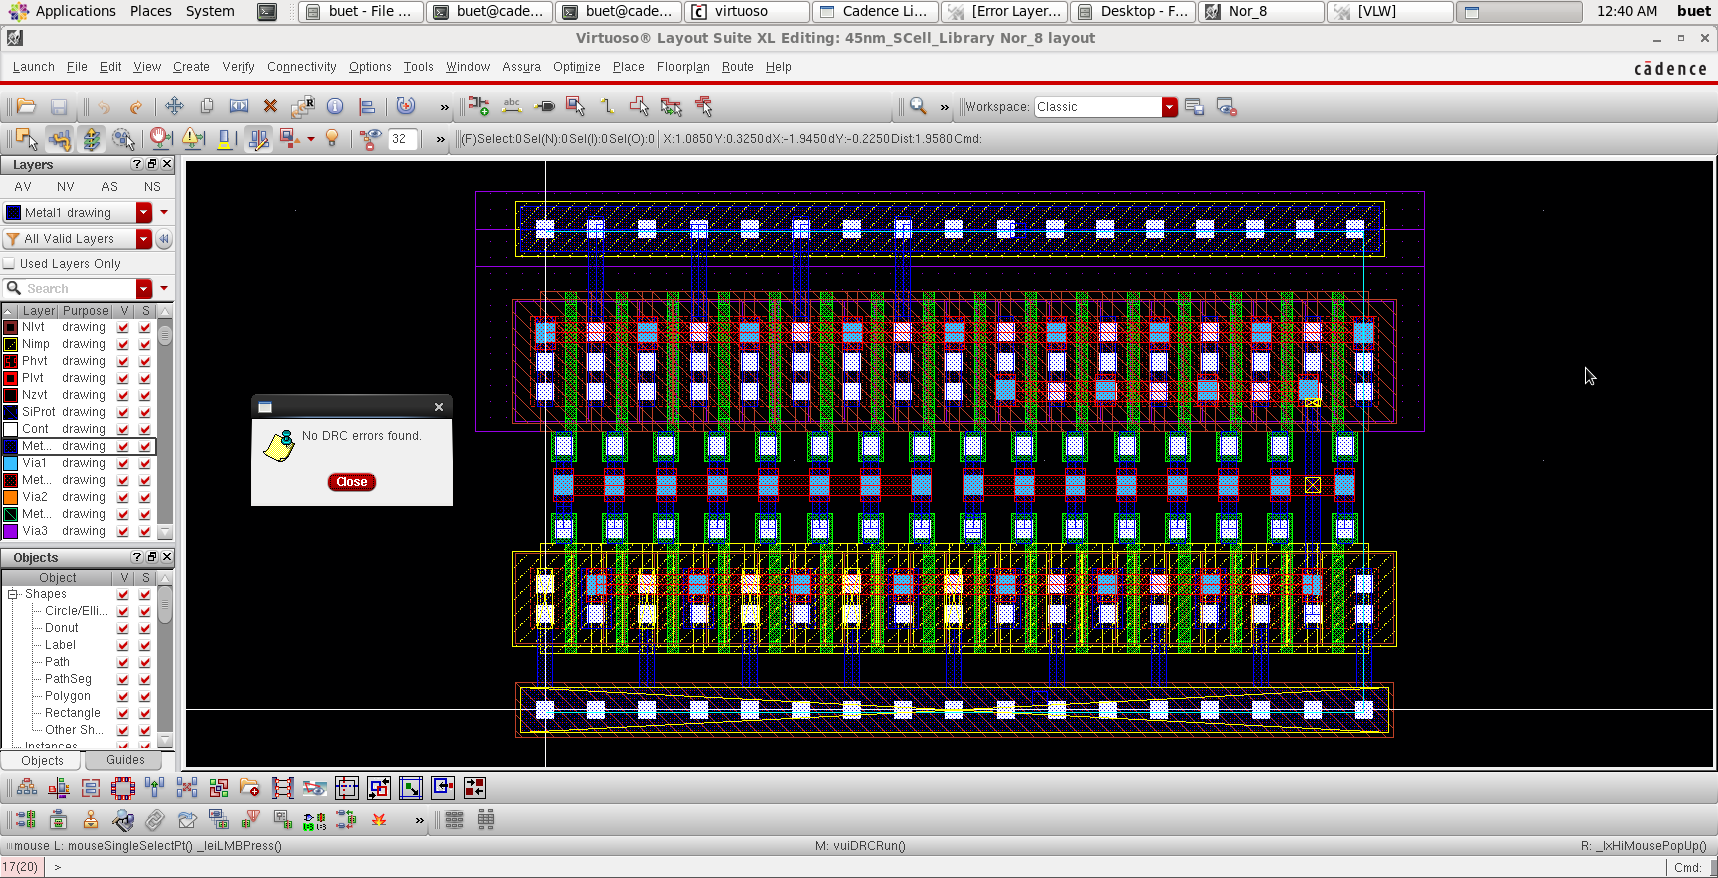 Applications Places System buet - File ... buet@cade... buet@cade... virtuoso Cadence Li... [Error Layer... Desktop - F... Nor_8 [VLW] 12:40 AM buet
Virtuoso® Layout Suite XL Editing: 45nm_SCell_Library Nor_8 layout
Launch File Edit View Create Verify Connectivity Options Tools Window Assura Optimize Place Floorplan Route Help cādence
» » Workspace: Classic
32 » (F)Select:0 Sel(N):0 Sel(I):0 Sel(O):0 X:1.0850 Y:0.3250 dX:-1.9450 dY:-0.2250 Dist:1.9580 Cmd:
Layers
AV NV AS NS
Metal1 drawing
All Valid Layers
Used Layers Only
Search
Layer Purpose V S
Nlvt drawing
Nimp drawing
Phvt drawing
Plvt drawing
Nzvt drawing
SiProt drawing
Cont drawing
Met... drawing
Via1 drawing
Met... drawing
Via2 drawing
Met... drawing
Via3 drawing
No DRC errors found.
Close
Objects
Object V S
Shapes
Circle/Elli...
Donut
Label
Path
PathSeg
Polygon
Rectangle
Other Sh...
Instances
Objects Guides
»
mouse L: mouseSingleSelectPt() _leiLMBPress() M: vuiDRCRun() R: _lxHiMousePopUp()
17(20) > Cmd: